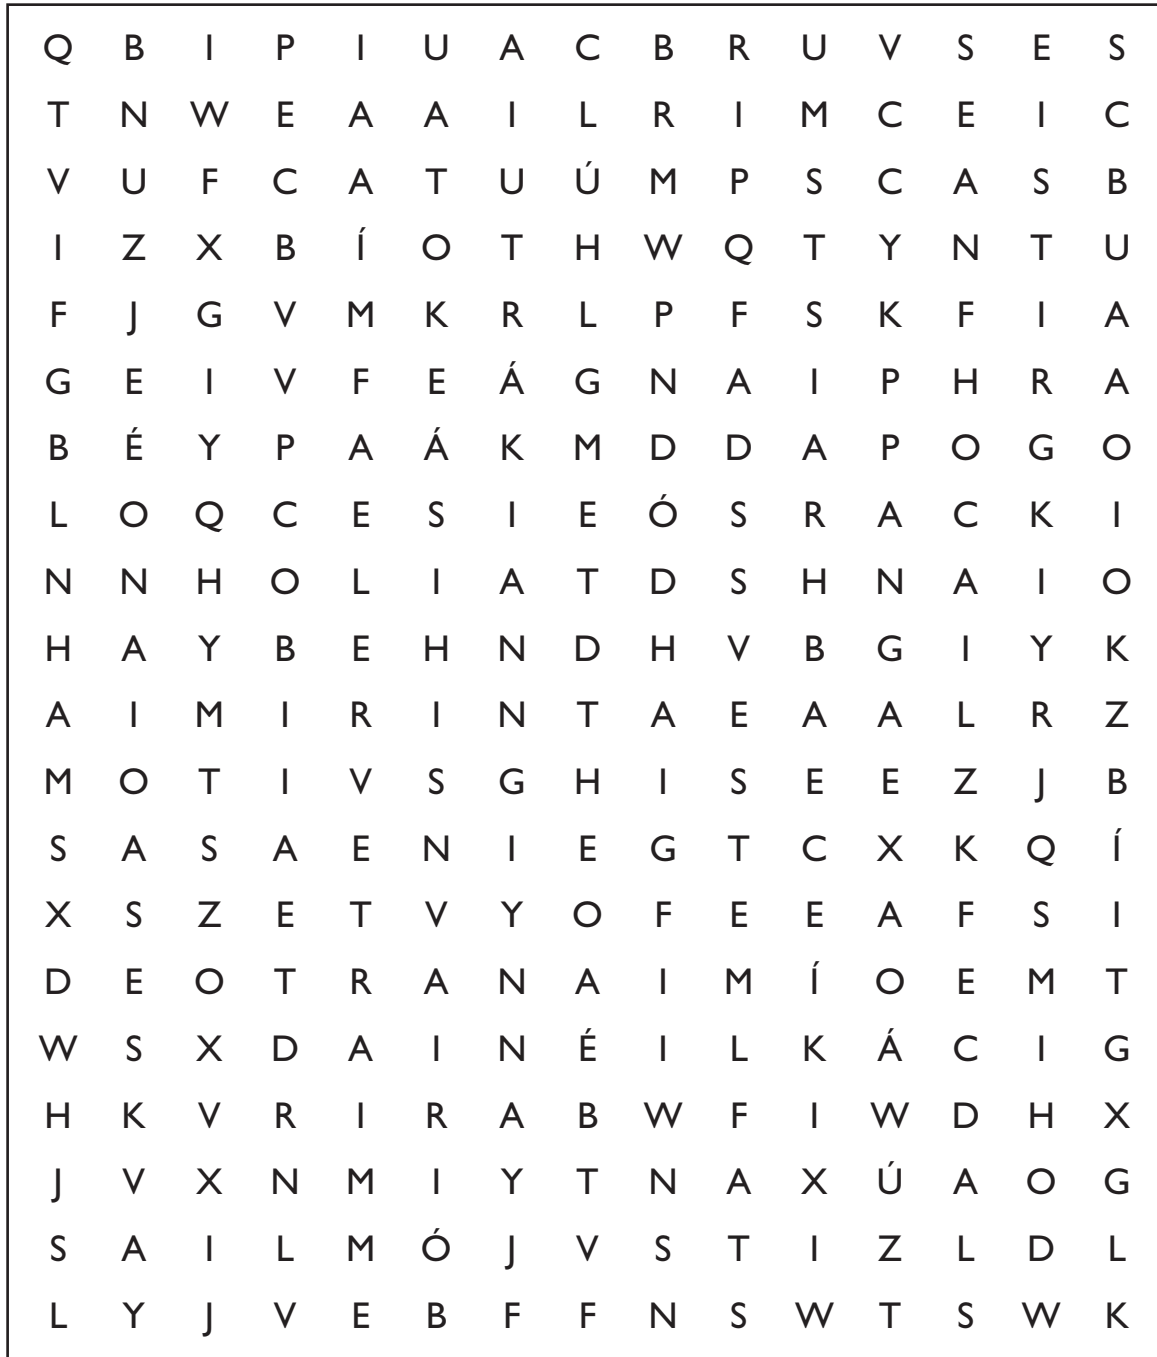 Q B I P I U A C B R U V S E S
T N W E A A I L R I M C E I C
V U F C A T U Ú M P S C A S B
I Z X B Í O T H W Q T Y N T U
F J G V M K R L P F S K F I A
G E I V F E Á G N A I P H R A
B É Y P A Á K M D D A P O G O
L O Q C E S I E Ó S R A C K I
N N H O L I A T D S H N A I O
H A Y B E H N D H V B G I Y K
A I M I R I N T A E A A L R Z
M O T I V S G H I S E E Z J B
S A S A E N I E G T C X K Q Í
X S Z E T V Y O F E E A F S I
D E O T R A N A I M Í O E M T
W S X D A I N É I L K Á C I G
H K V R I R A B W F I W D H X
J V X N M I Y T N A X Ú A O G
S A I L M Ó J V S T I Z L D L
L Y J V E B F F N S W T S W K